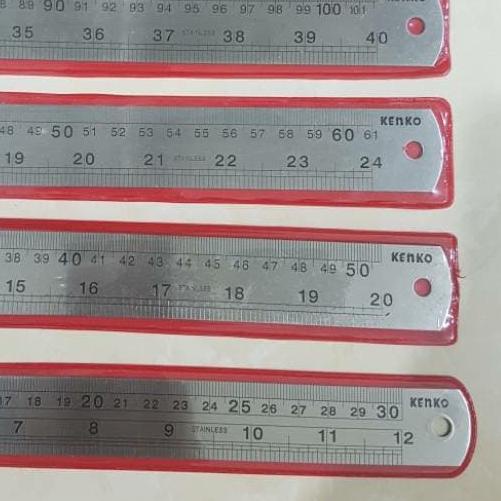 89 90 91 92 93 94 95 96 97 98 99 100 101
35 36 37 STAINLESS 38 39 40
48 49 50 51 52 53 54 55 56 57 58 59 60 61 KENKO
19 20 21 STAINLESS 22 23 24
38 39 40 41 42 43 44 45 46 47 48 49 50 KENKO
15 16 17 STAINLESS 18 19 20
17 18 19 20 21 22 23 24 25 26 27 28 29 30 KENKO
7 8 9 STAINLESS 10 11 12